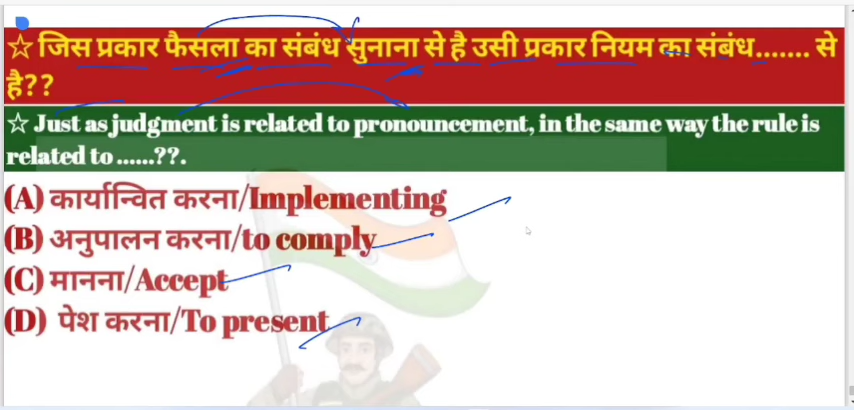 ☆ जिस प्रकार फैसला का संबंध सुनाना से है उसी प्रकार नियम का संबंध....... से
है??
☆ Just as judgment is related to pronouncement, in the same way the rule is
related to ......??.
(A) कार्यान्वित करना/Implementing
(B) अनुपालन करना/to comply
(C) मानना/Accept
(D) पेश करना/To present